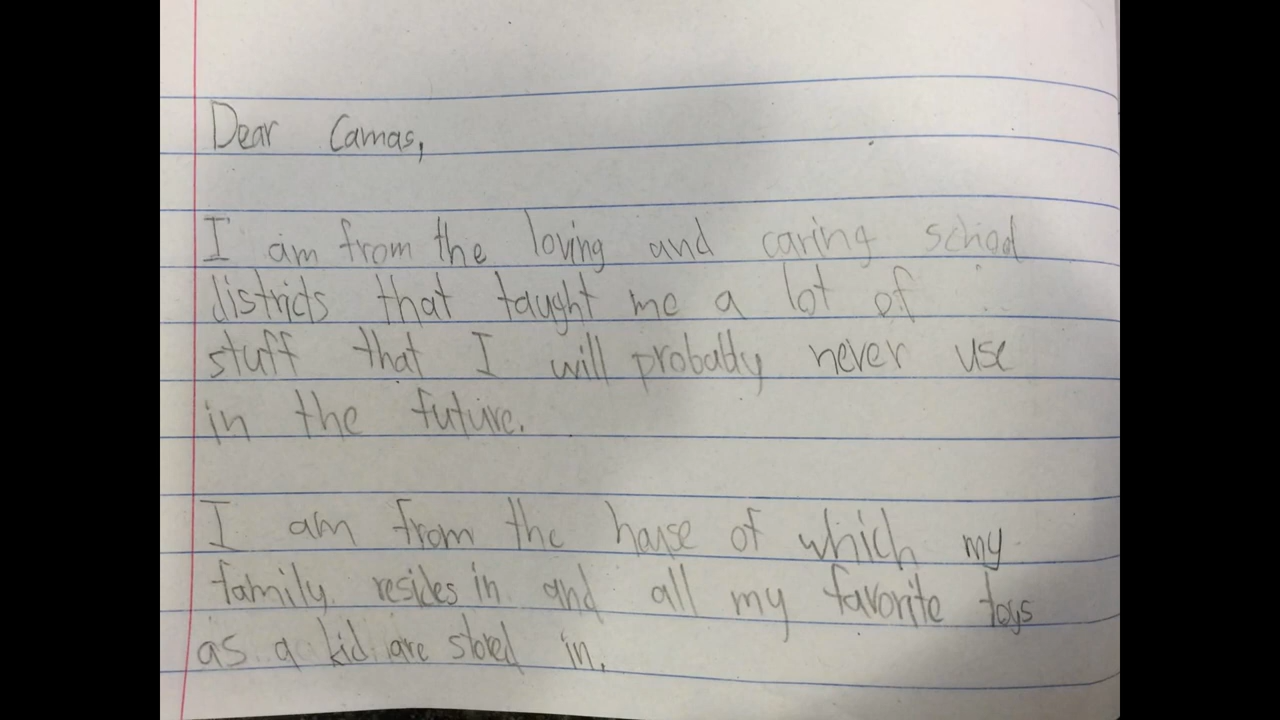 Dear Camas,
I am from the loving and caring school
districts that taught me a lot of
stuff that I will probably never use
in the future.
I am from the house of which my
family resides in and all my favorite toys
as a kid are stored in.